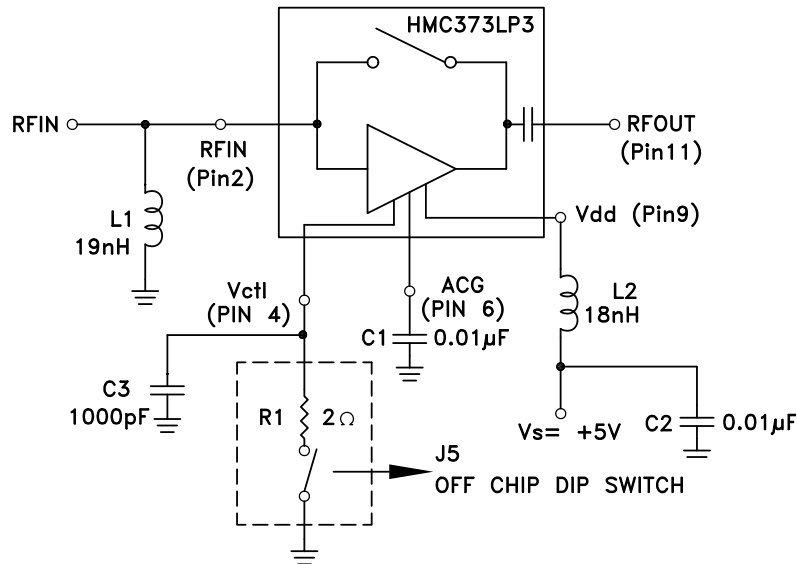 HMC373LP3
RFIN
RFIN
(Pin2)
RFOUT
(Pin11)
L1
19nH
Vdd (Pin9)
Vctl
(PIN 4)
ACG
(PIN 6)
L2
18nH
C1
0.01µF
C3
1000pF
R1
2Ω
Vs= +5V
C2
0.01µF
J5
OFF CHIP DIP SWITCH